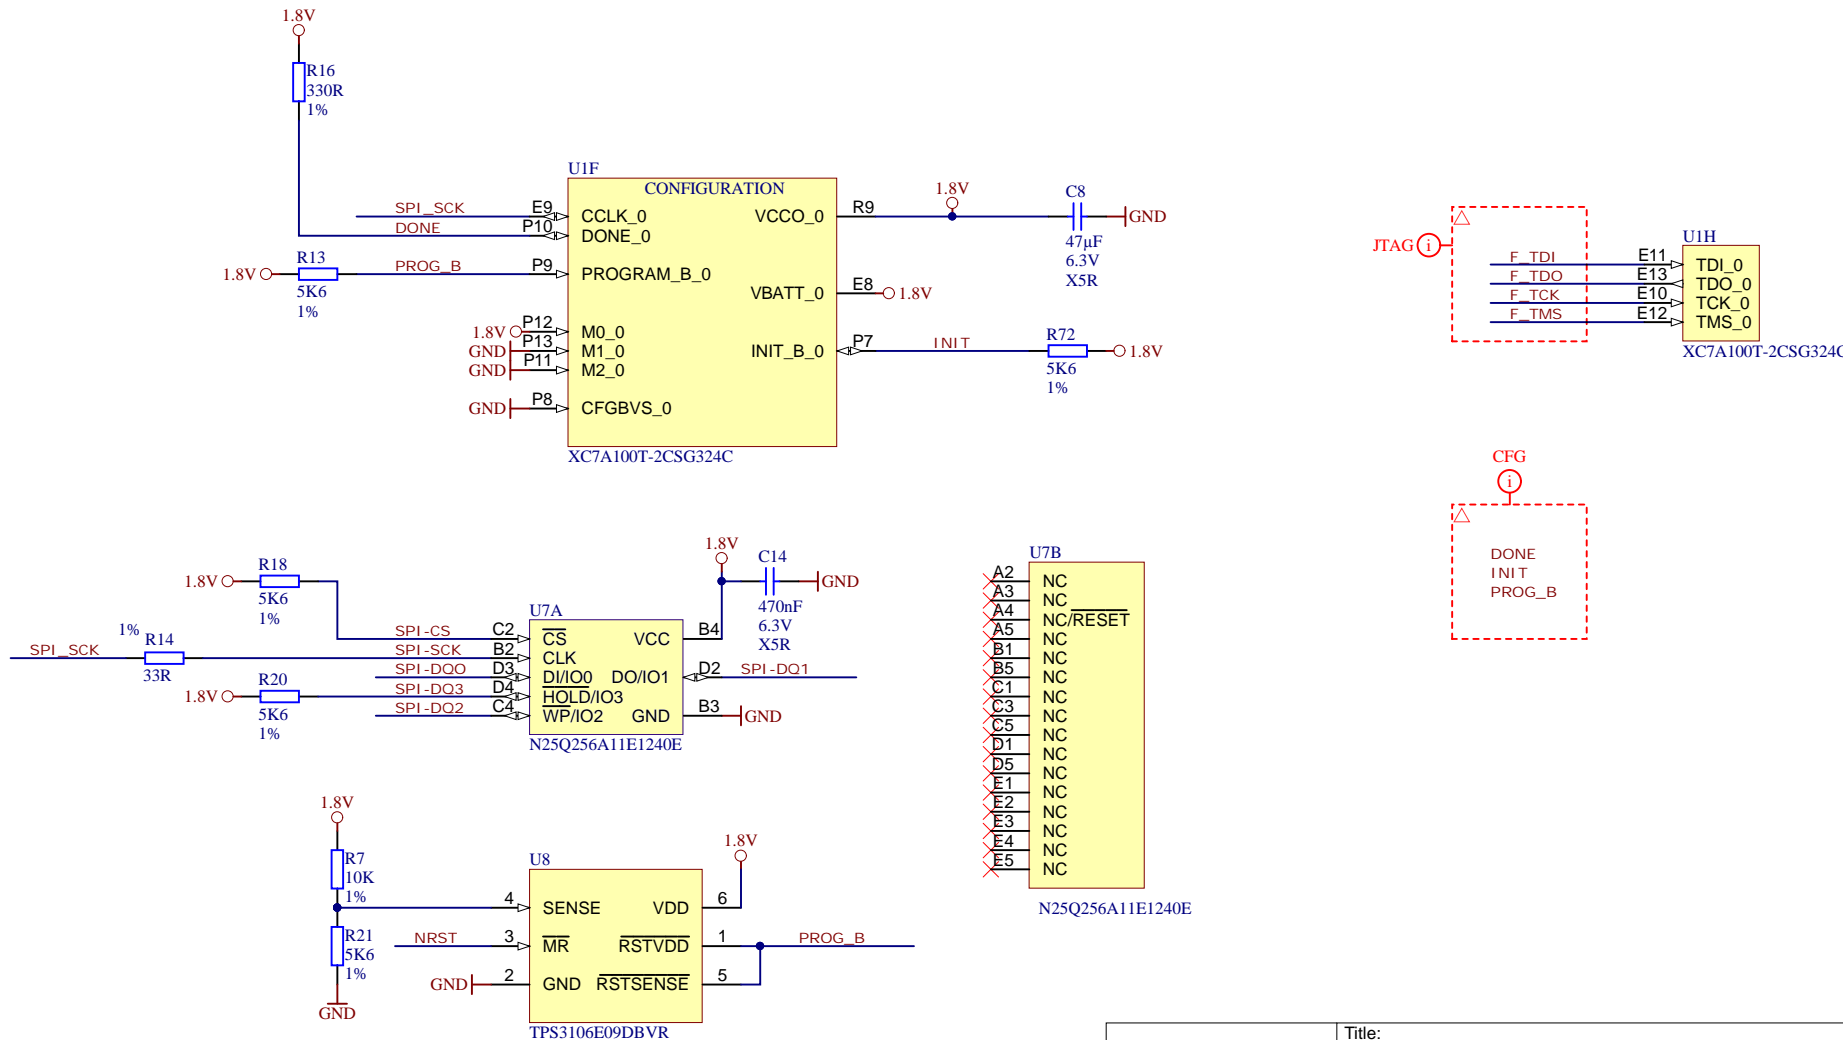 1.8V
R16
330R
1%
U1F
CONFIGURATION
SPI_SCK E9 CCLK_0
DONE P10 DONE_0
1.8V R13 PROG_B P9 PROGRAM_B_0
5K6
1%
1.8V P12 M0_0
GND P13 M1_0
GND P11 M2_0
GND P8 CFGBVS_0
VCCO_0 R9
1.8V
C8
GND
47µF
6.3V
X5R
VBATT_0 E8 1.8V
INIT_B_0 P7 INIT R72 1.8V
5K6
1%
XC7A100T-2CSG324C
JTAG i
U1H
F_TDI E11 TDI_0
F_TDO E13 TDO_0
F_TCK E10 TCK_0
F_TMS E12 TMS_0
XC7A100T-2CSG324C
CFG
i
DONE
INIT
PROG_B
1.8V R18
5K6
1%
1%
SPI_SCK R14
33R
1.8V R20
5K6
1%
U7A
SPI-CS C2 CS
SPI-SCK B2 CLK
SPI-DQ0 D3 DI/IO0
SPI-DQ3 D4 HOLD/IO3
SPI-DQ2 C4 WP/IO2
VCC B4
1.8V
C14
GND
470nF
6.3V
X5R
DO/IO1 D2 SPI-DQ1
GND B3 GND
N25Q256A11E1240E
U7B
A2 NC
A3 NC
A4 NC/RESET
A5 NC
B1 NC
B5 NC
C1 NC
C3 NC
C5 NC
D1 NC
D5 NC
E1 NC
E2 NC
E3 NC
E4 NC
E5 NC
N25Q256A11E1240E
1.8V
R7
10K
1%
R21
5K6
1%
GND
U8
4 SENSE
NRST 3 MR
GND 2 GND
VDD 6
1.8V
RSTVDD 1 PROG_B
RSTSENSE 5
TPS3106E09DBVR
Title: